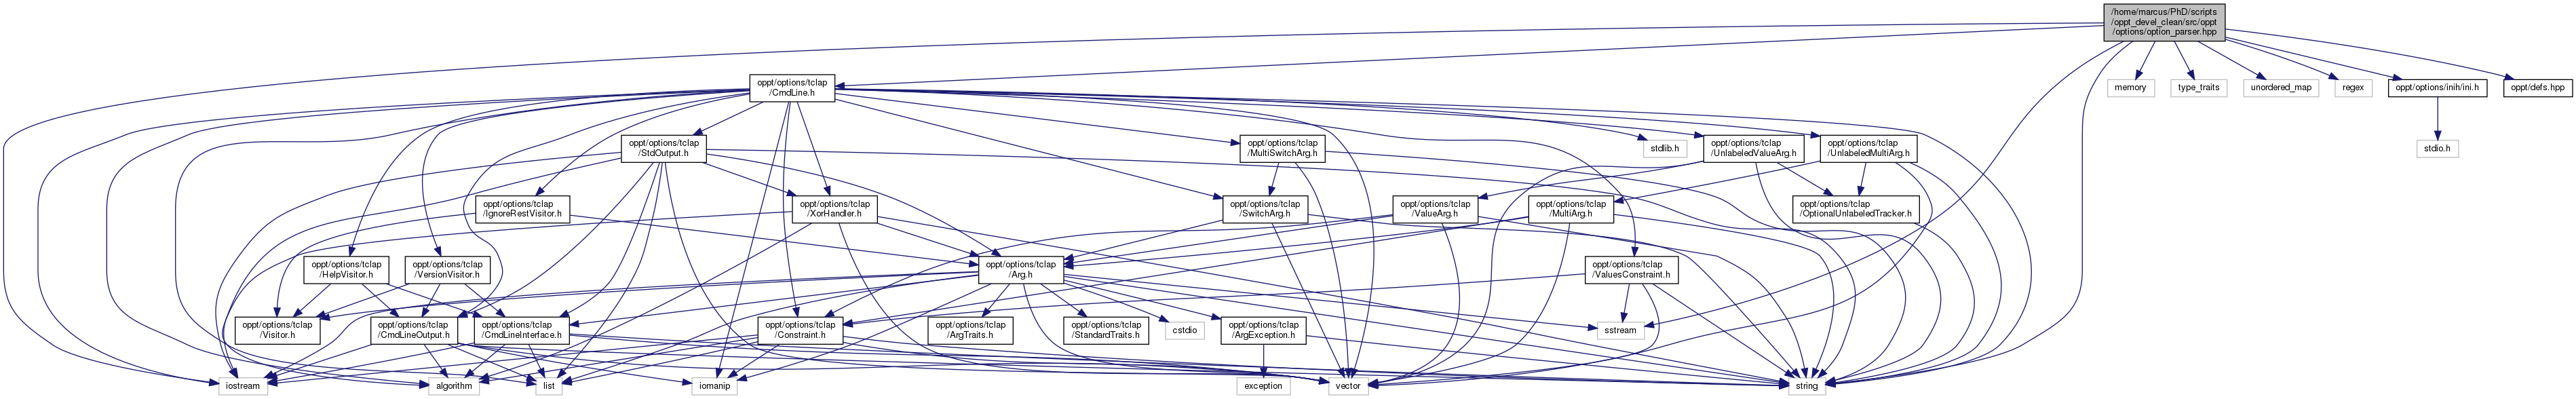 /home/marcus/PhD/scripts
/oppt_devel_clean/src/oppt
/options/option_parser.hpp
oppt/options/tclap
/CmdLine.h
memory
type_traits
unordered_map
regex
oppt/options/inih/ini.h
oppt/defs.hpp
oppt/options/tclap
/StdOutput.h
oppt/options/tclap
/MultiSwitchArg.h
stdlib.h
oppt/options/tclap
/UnlabeledValueArg.h
oppt/options/tclap
/UnlabeledMultiArg.h
stdio.h
oppt/options/tclap
/IgnoreRestVisitor.h
oppt/options/tclap
/XorHandler.h
oppt/options/tclap
/SwitchArg.h
oppt/options/tclap
/ValueArg.h
oppt/options/tclap
/MultiArg.h
oppt/options/tclap
/OptionalUnlabeledTracker.h
oppt/options/tclap
/HelpVisitor.h
oppt/options/tclap
/VersionVisitor.h
oppt/options/tclap
/Arg.h
oppt/options/tclap
/ValuesConstraint.h
oppt/options/tclap
/Visitor.h
oppt/options/tclap
/CmdLineOutput.h
oppt/options/tclap
/CmdLineInterface.h
oppt/options/tclap
/Constraint.h
oppt/options/tclap
/ArgTraits.h
oppt/options/tclap
/StandardTraits.h
cstdio
oppt/options/tclap
/ArgException.h
sstream
iostream
algorithm
list
iomanip
exception
vector
string